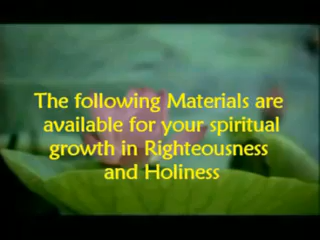 The following Materials are
available for your spiritual
growth in Righteousness
and Holiness